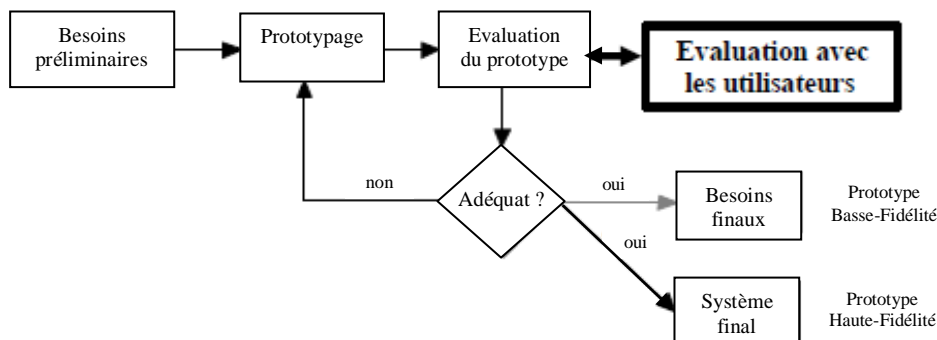 Besoins
préliminaires
Prototypage
Evaluation
du prototype
Evaluation avec
les utilisateurs
non
Adéquat ?
oui
Besoins
finaux
Prototype
Basse-Fidélité
oui
Système
final
Prototype
Haute-Fidélité